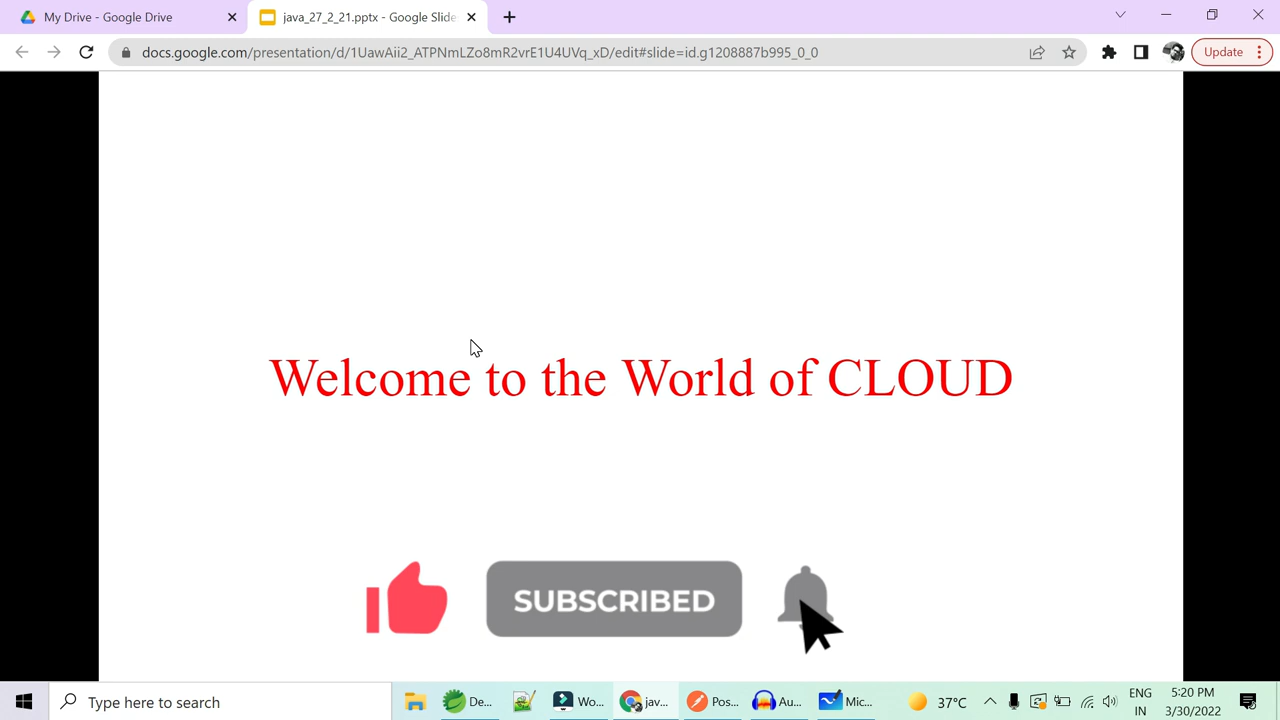 My Drive - Google Drive
java_27_2_21.pptx - Google Slide
docs.google.com/presentation/d/1UawAii2_ATPNmLZo8mR2vrE1U4UVq_xD/edit#slide=id.g1208887b995_0_0
Update
Welcome to the World of CLOUD
SUBSCRIBED
Type here to search
De...
Wo...
jav...
Pos...
Au...
Mic...
37°C
ENG
IN
5:20 PM
3/30/2022